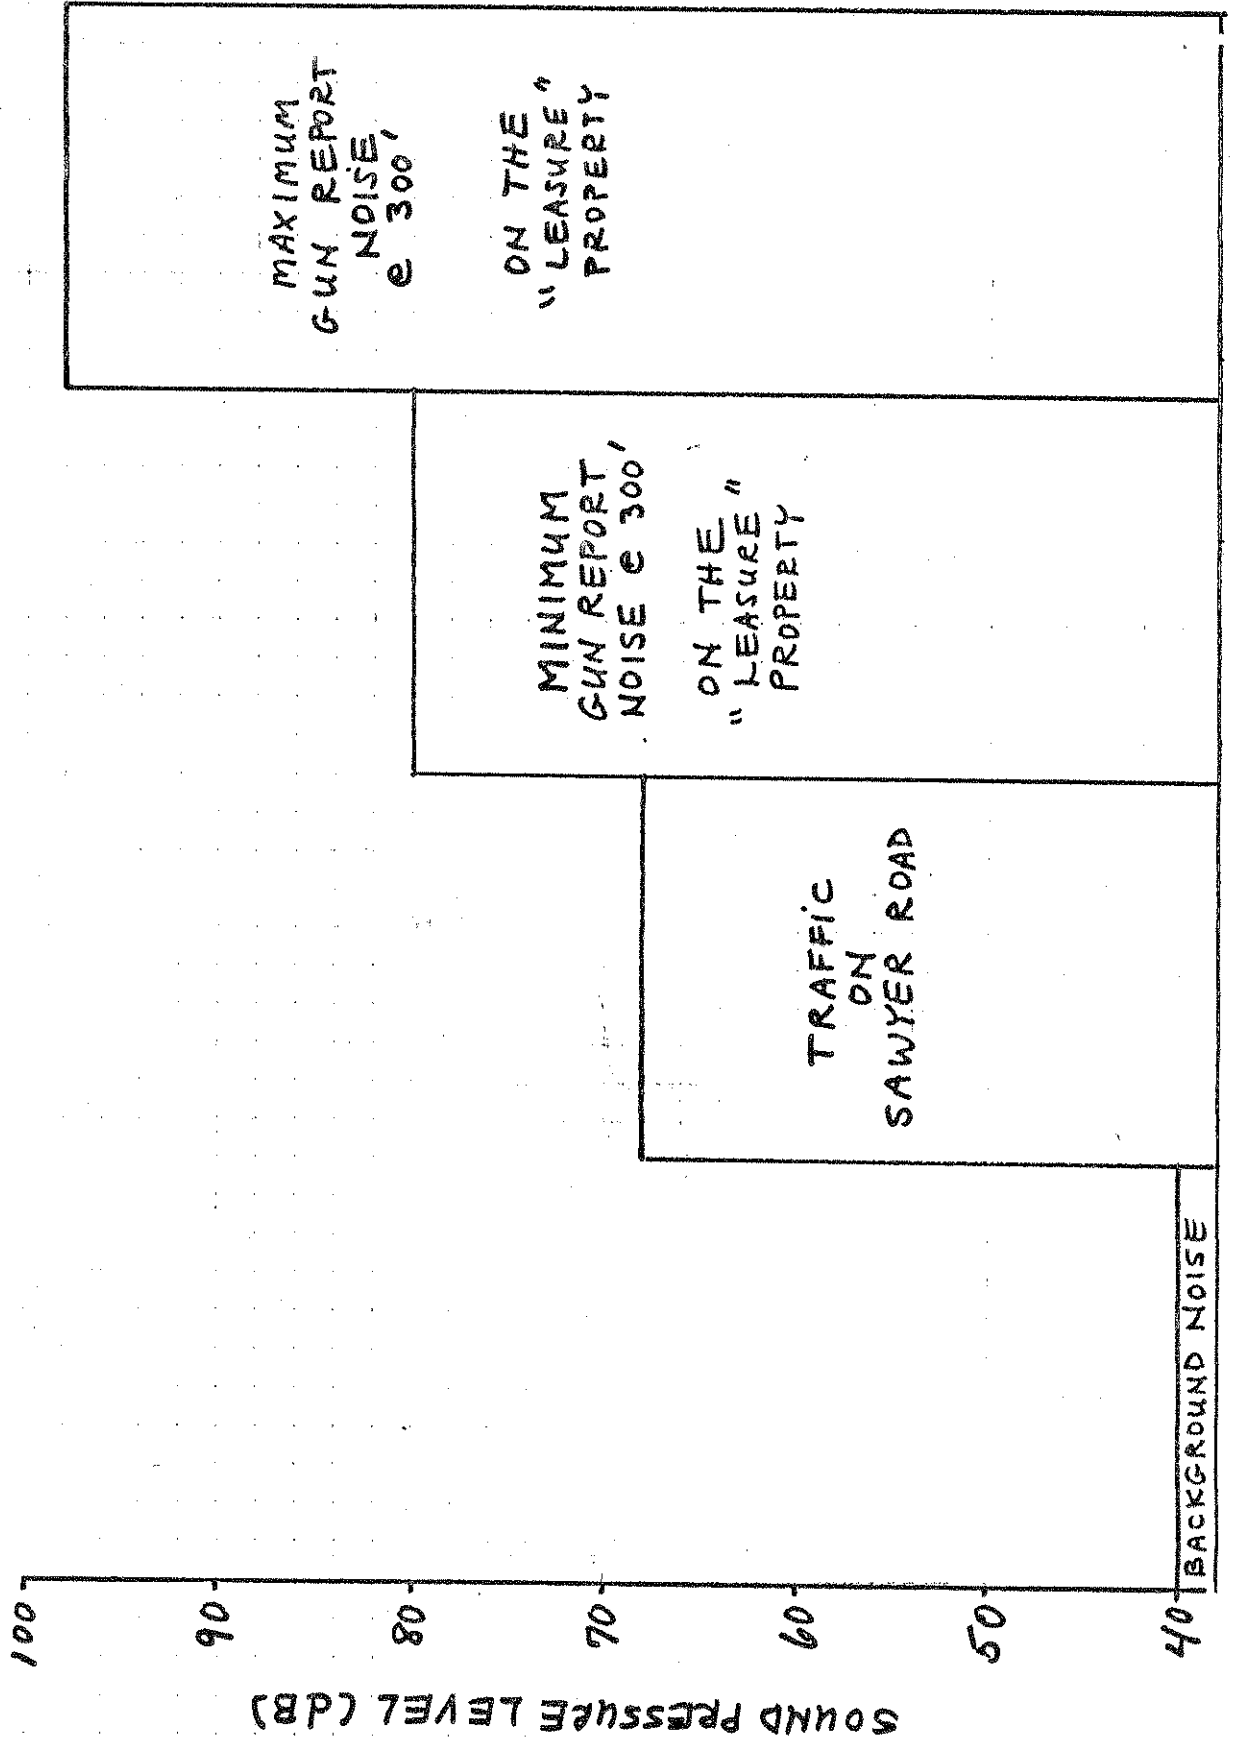 SOUND PRESSURE LEVEL (dB)
100
90
80
70
60
50
40
BACKGROUND NOISE
TRAFFIC
ON
SAWYER ROAD
MINIMUM
GUN REPORT
NOISE @ 300'
ON THE
"LEASURE"
PROPERTY
MAXIMUM
GUN REPORT
NOISE
@ 300'
ON THE
"LEASURE"
PROPERTY